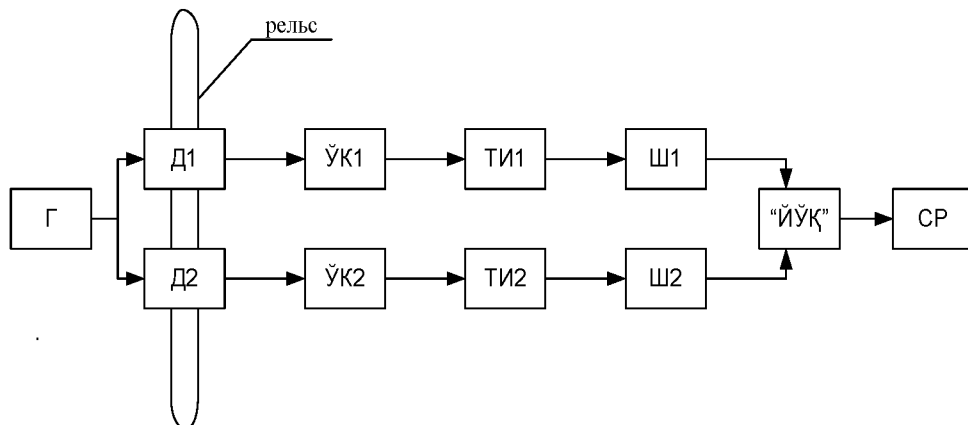 рельс
Д1
ЎК1
ТИ1
Ш1
Г
“ЙЎҚ”
СР
Д2
ЎК2
ТИ2
Ш2